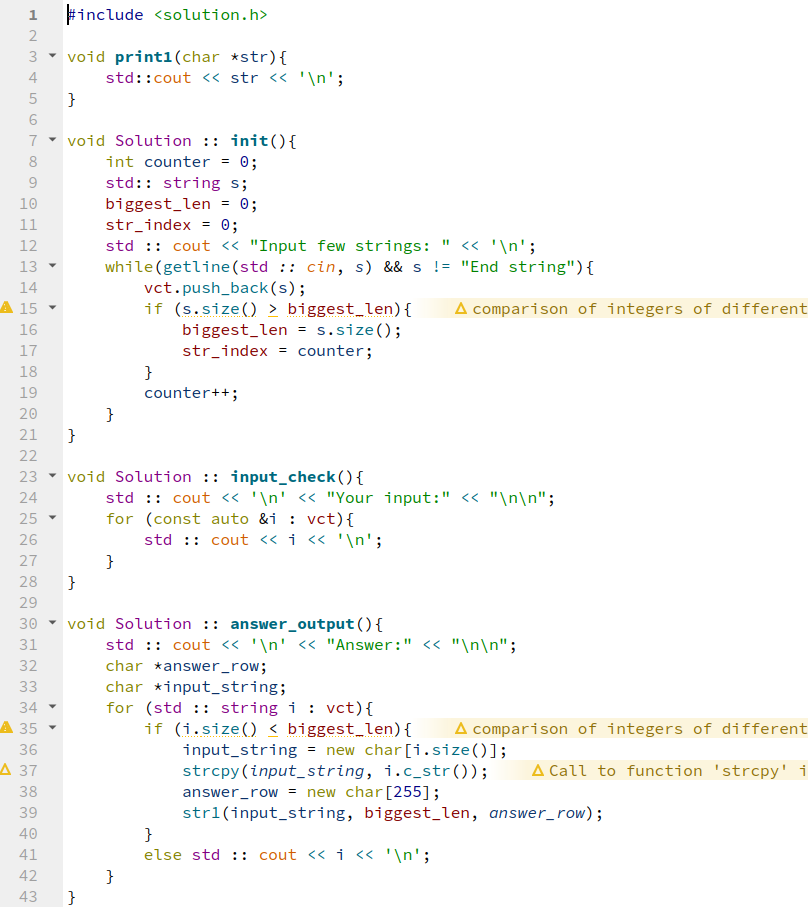 1 #include <solution.h>
2
3 void print1(char *str){
4     std::cout << str << '\n';
5 }
6
7 void Solution :: init(){
8     int counter = 0;
9     std:: string s;
10     biggest_len = 0;
11     str_index = 0;
12     std :: cout << "Input few strings: " << '\n';
13     while(getline(std :: cin, s) && s != "End string"){
14         vct.push_back(s);
15         if (s.size() > biggest_len){ comparison of integers of different
16             biggest_len = s.size();
17             str_index = counter;
18         }
19         counter++;
20     }
21 }
22
23 void Solution :: input_check(){
24     std :: cout << '\n' << "Your input:" << "\n\n";
25     for (const auto &i : vct){
26         std :: cout << i << '\n';
27     }
28 }
29
30 void Solution :: answer_output(){
31     std :: cout << '\n' << "Answer:" << "\n\n";
32     char *answer_row;
33     char *input_string;
34     for (std :: string i : vct){
35         if (i.size() < biggest_len){ comparison of integers of different
36             input_string = new char[i.size()];
37             strcpy(input_string, i.c_str()); Call to function 'strcpy' i
38             answer_row = new char[255];
39             str1(input_string, biggest_len, answer_row);
40         }
41         else std :: cout << i << '\n';
42     }
43 }